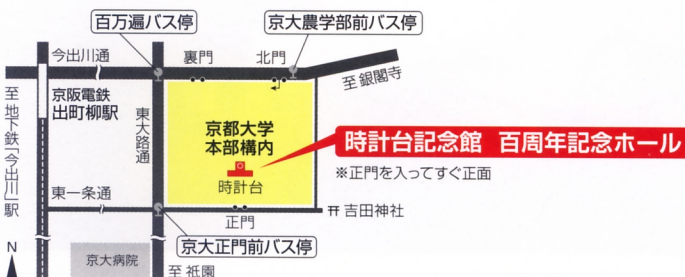 百万遍バス停
京大農学部前バス停
今出川通
裏門
北門
至 銀閣寺
至 地下鉄「今出川」駅
京阪電鉄
出町柳駅
東大路通
京都大学
本部構内
時計台記念館 百周年記念ホール
※正門を入ってすぐ正面
時計台
東一条通
正門
吉田神社
京大正門前バス停
N
京大病院
至 祇園